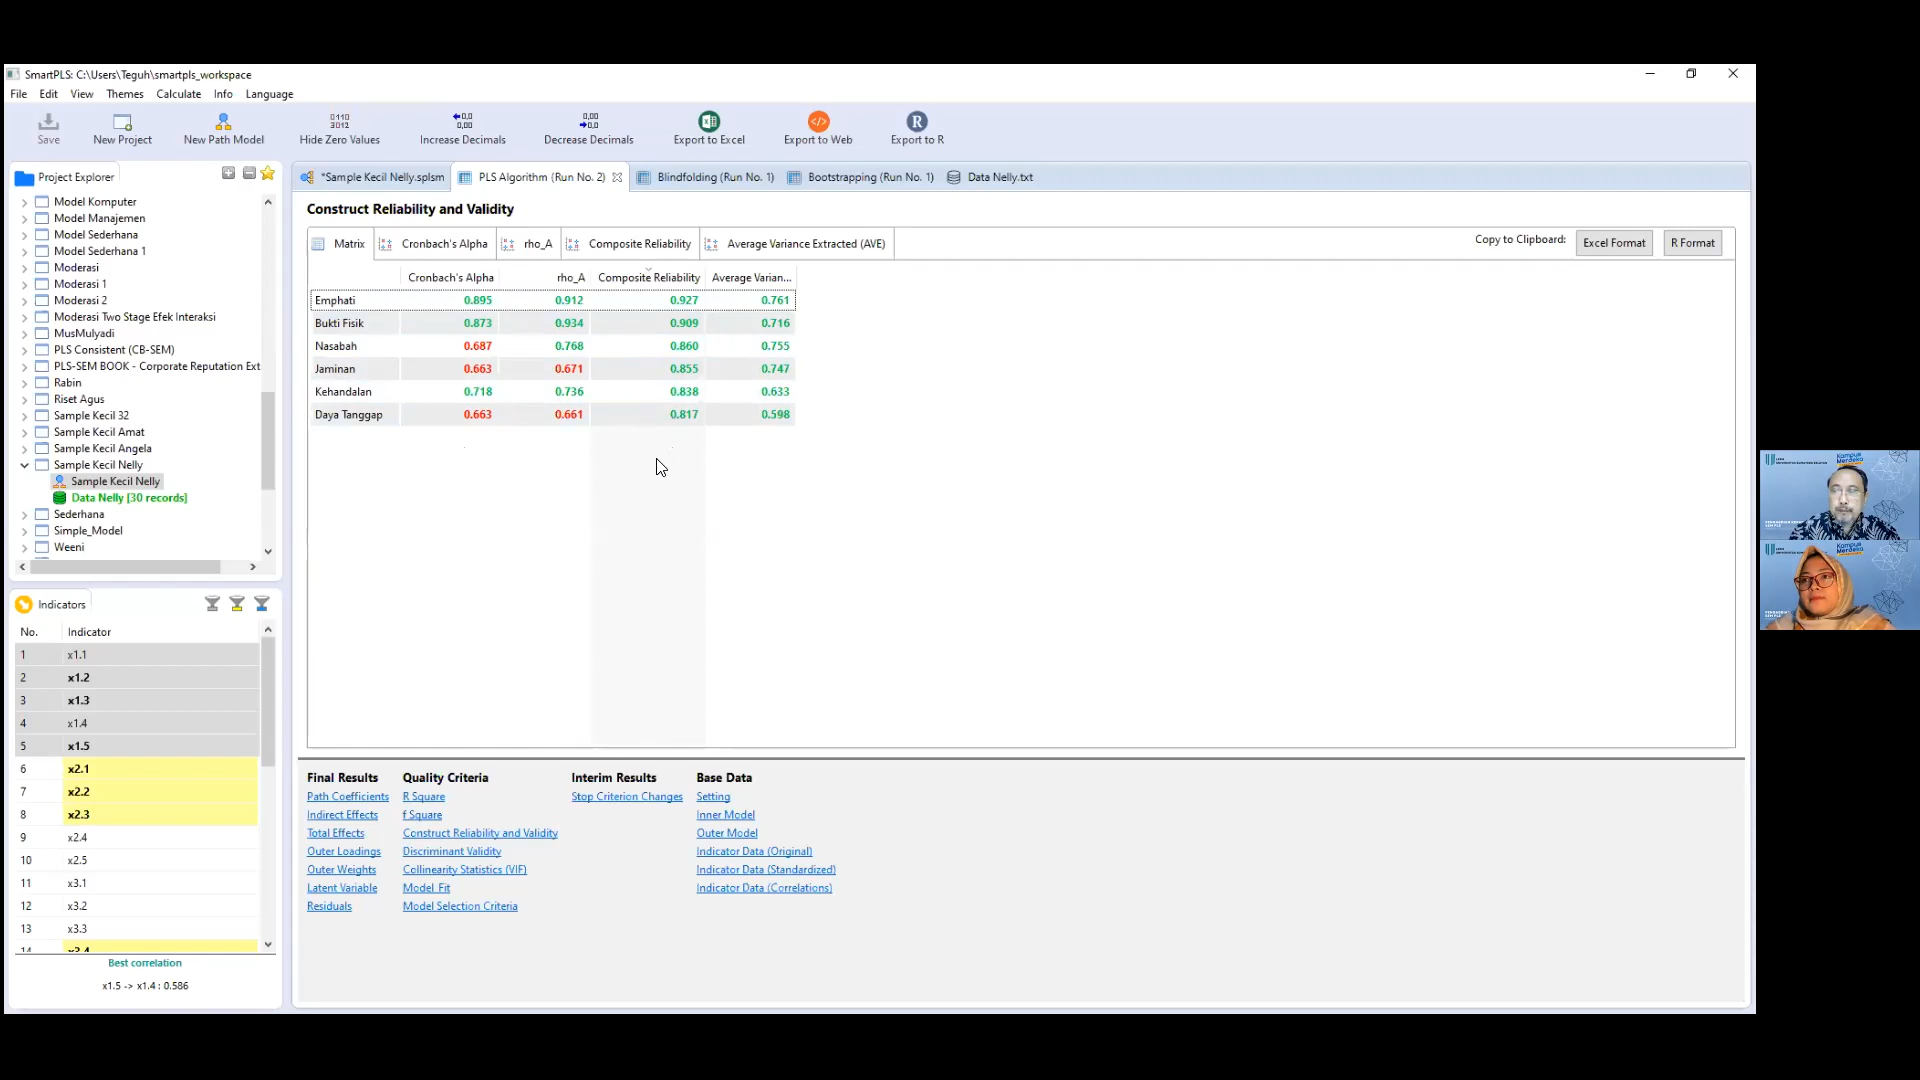 SmartPLS: C:\Users\Teguh\smartpls_workspace
File Edit View Themes Calculate Info Language
Save New Project New Path Model Hide Zero Values Increase Decimals Decrease Decimals Export to Excel Export to Web Export to R
Project Explorer
Model Komputer
Model Manajemen
Model Sederhana
Model Sederhana 1
Moderasi
Moderasi 1
Moderasi 2
Moderasi Two Stage Efek Interaksi
MusMulyadi
PLS Consistent (CB-SEM)
PLS-SEM BOOK - Corporate Reputation Ext
Rabin
Riset Agus
Sample Kecil 32
Sample Kecil Amat
Sample Kecil Angela
Sample Kecil Nelly
Sample Kecil Nelly
Data Nelly [30 records]
Sederhana
Simple_Model
Weeni
Indicators
No. Indicator
1 x1.1
2 x1.2
3 x1.3
4 x1.4
5 x1.5
6 x2.1
7 x2.2
8 x2.3
9 x2.4
10 x2.5
11 x3.1
12 x3.2
13 x3.3
14 x3.4
Best correlation
x1.5 -> x1.4 : 0.586
*Sample Kecil Nelly.splsm PLS Algorithm (Run No. 2) Blindfolding (Run No. 1) Bootstrapping (Run No. 1) Data Nelly.txt
Construct Reliability and Validity
Matrix Cronbach's Alpha rho_A Composite Reliability Average Variance Extracted (AVE) Copy to Clipboard: Excel Format R Format
Cronbach's Alpha rho_A Composite Reliability Average Varian...
Emphati 0.895 0.912 0.927 0.761
Bukti Fisik 0.873 0.934 0.909 0.716
Nasabah 0.687 0.768 0.860 0.755
Jaminan 0.663 0.671 0.855 0.747
Kehandalan 0.718 0.736 0.838 0.633
Daya Tanggap 0.663 0.661 0.817 0.598
Final Results Quality Criteria Interim Results Base Data
Path Coefficients R Square Stop Criterion Changes Setting
Indirect Effects f Square Inner Model
Total Effects Construct Reliability and Validity Outer Model
Outer Loadings Discriminant Validity Indicator Data (Original)
Outer Weights Collinearity Statistics (VIF) Indicator Data (Standardized)
Latent Variable Model_Fit Indicator Data (Correlations)
Residuals Model Selection Criteria
Kampus
Merdeka
Kampus
Merdeka